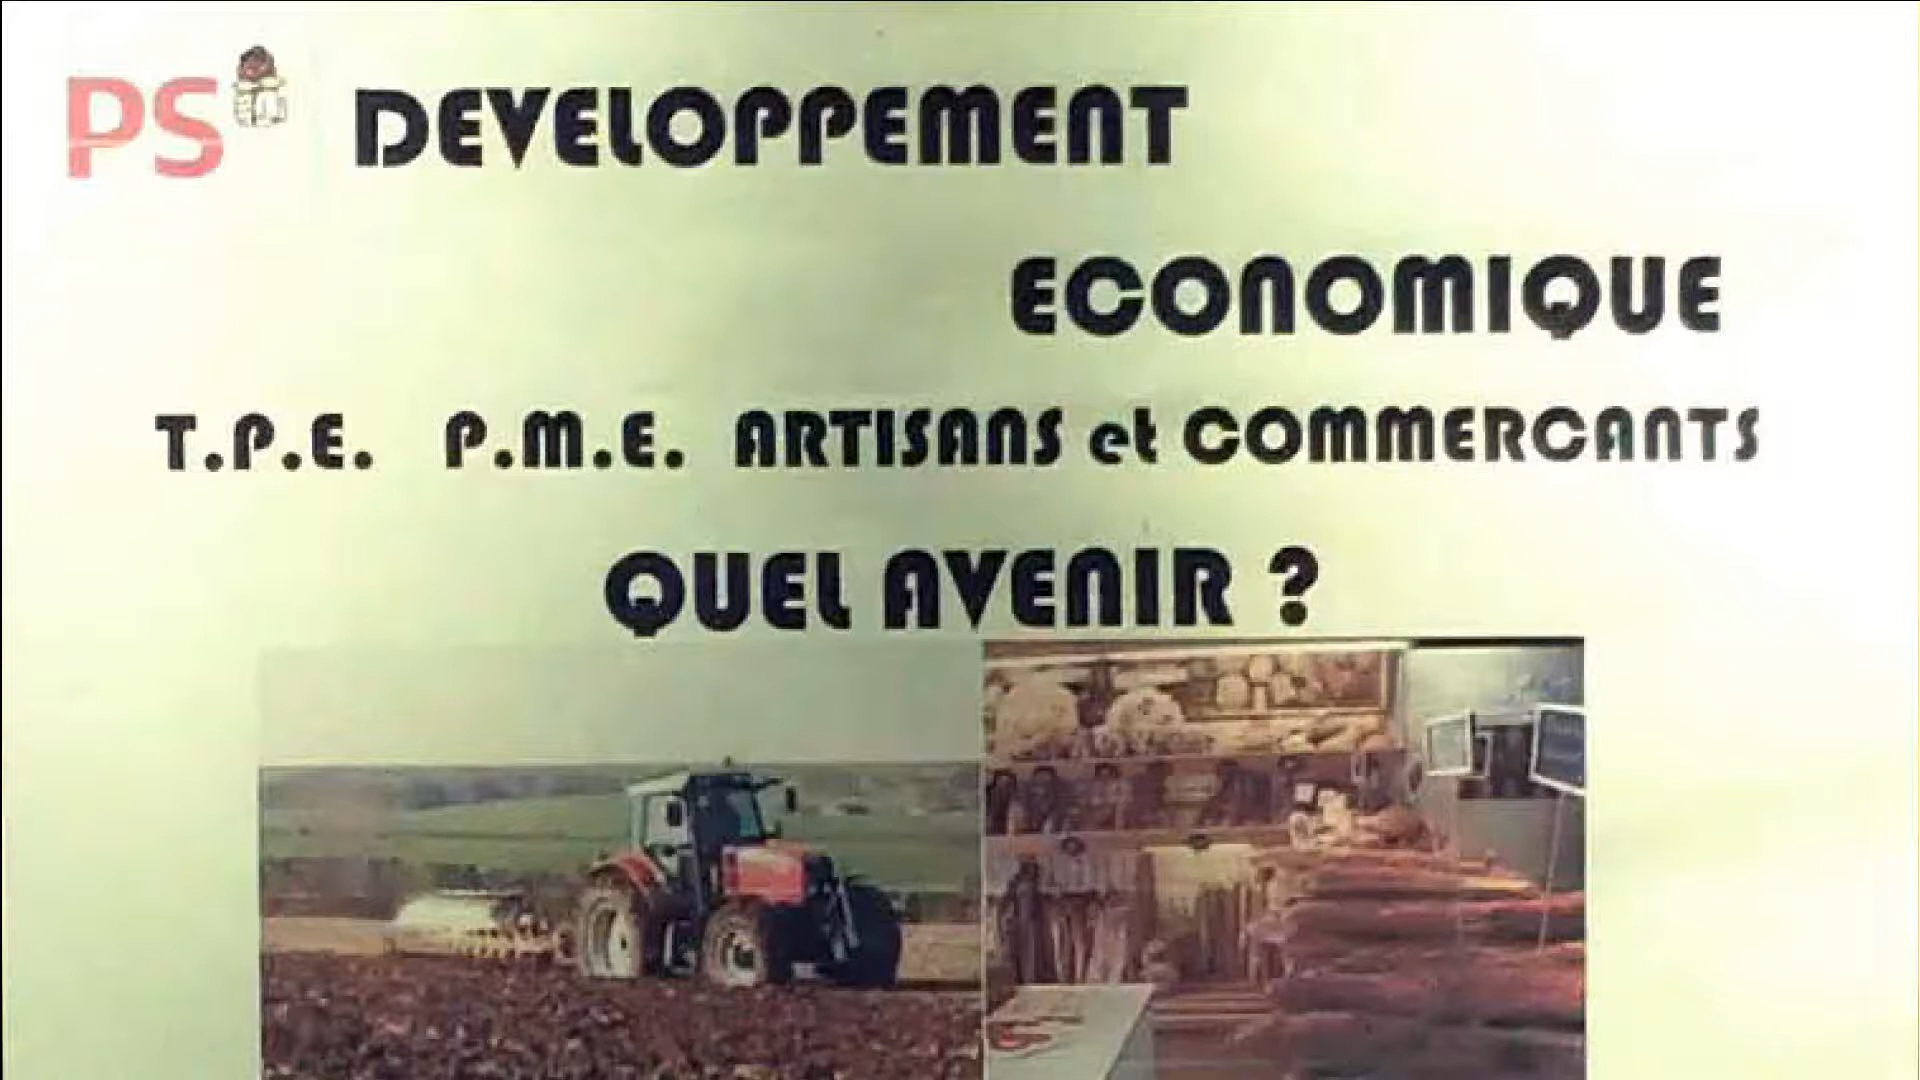 PS DEVELOPPEMENT
ECONOMIQUE
T.P.E. P.M.E. ARTISANS et COMMERCANTS
QUEL AVENIR ?